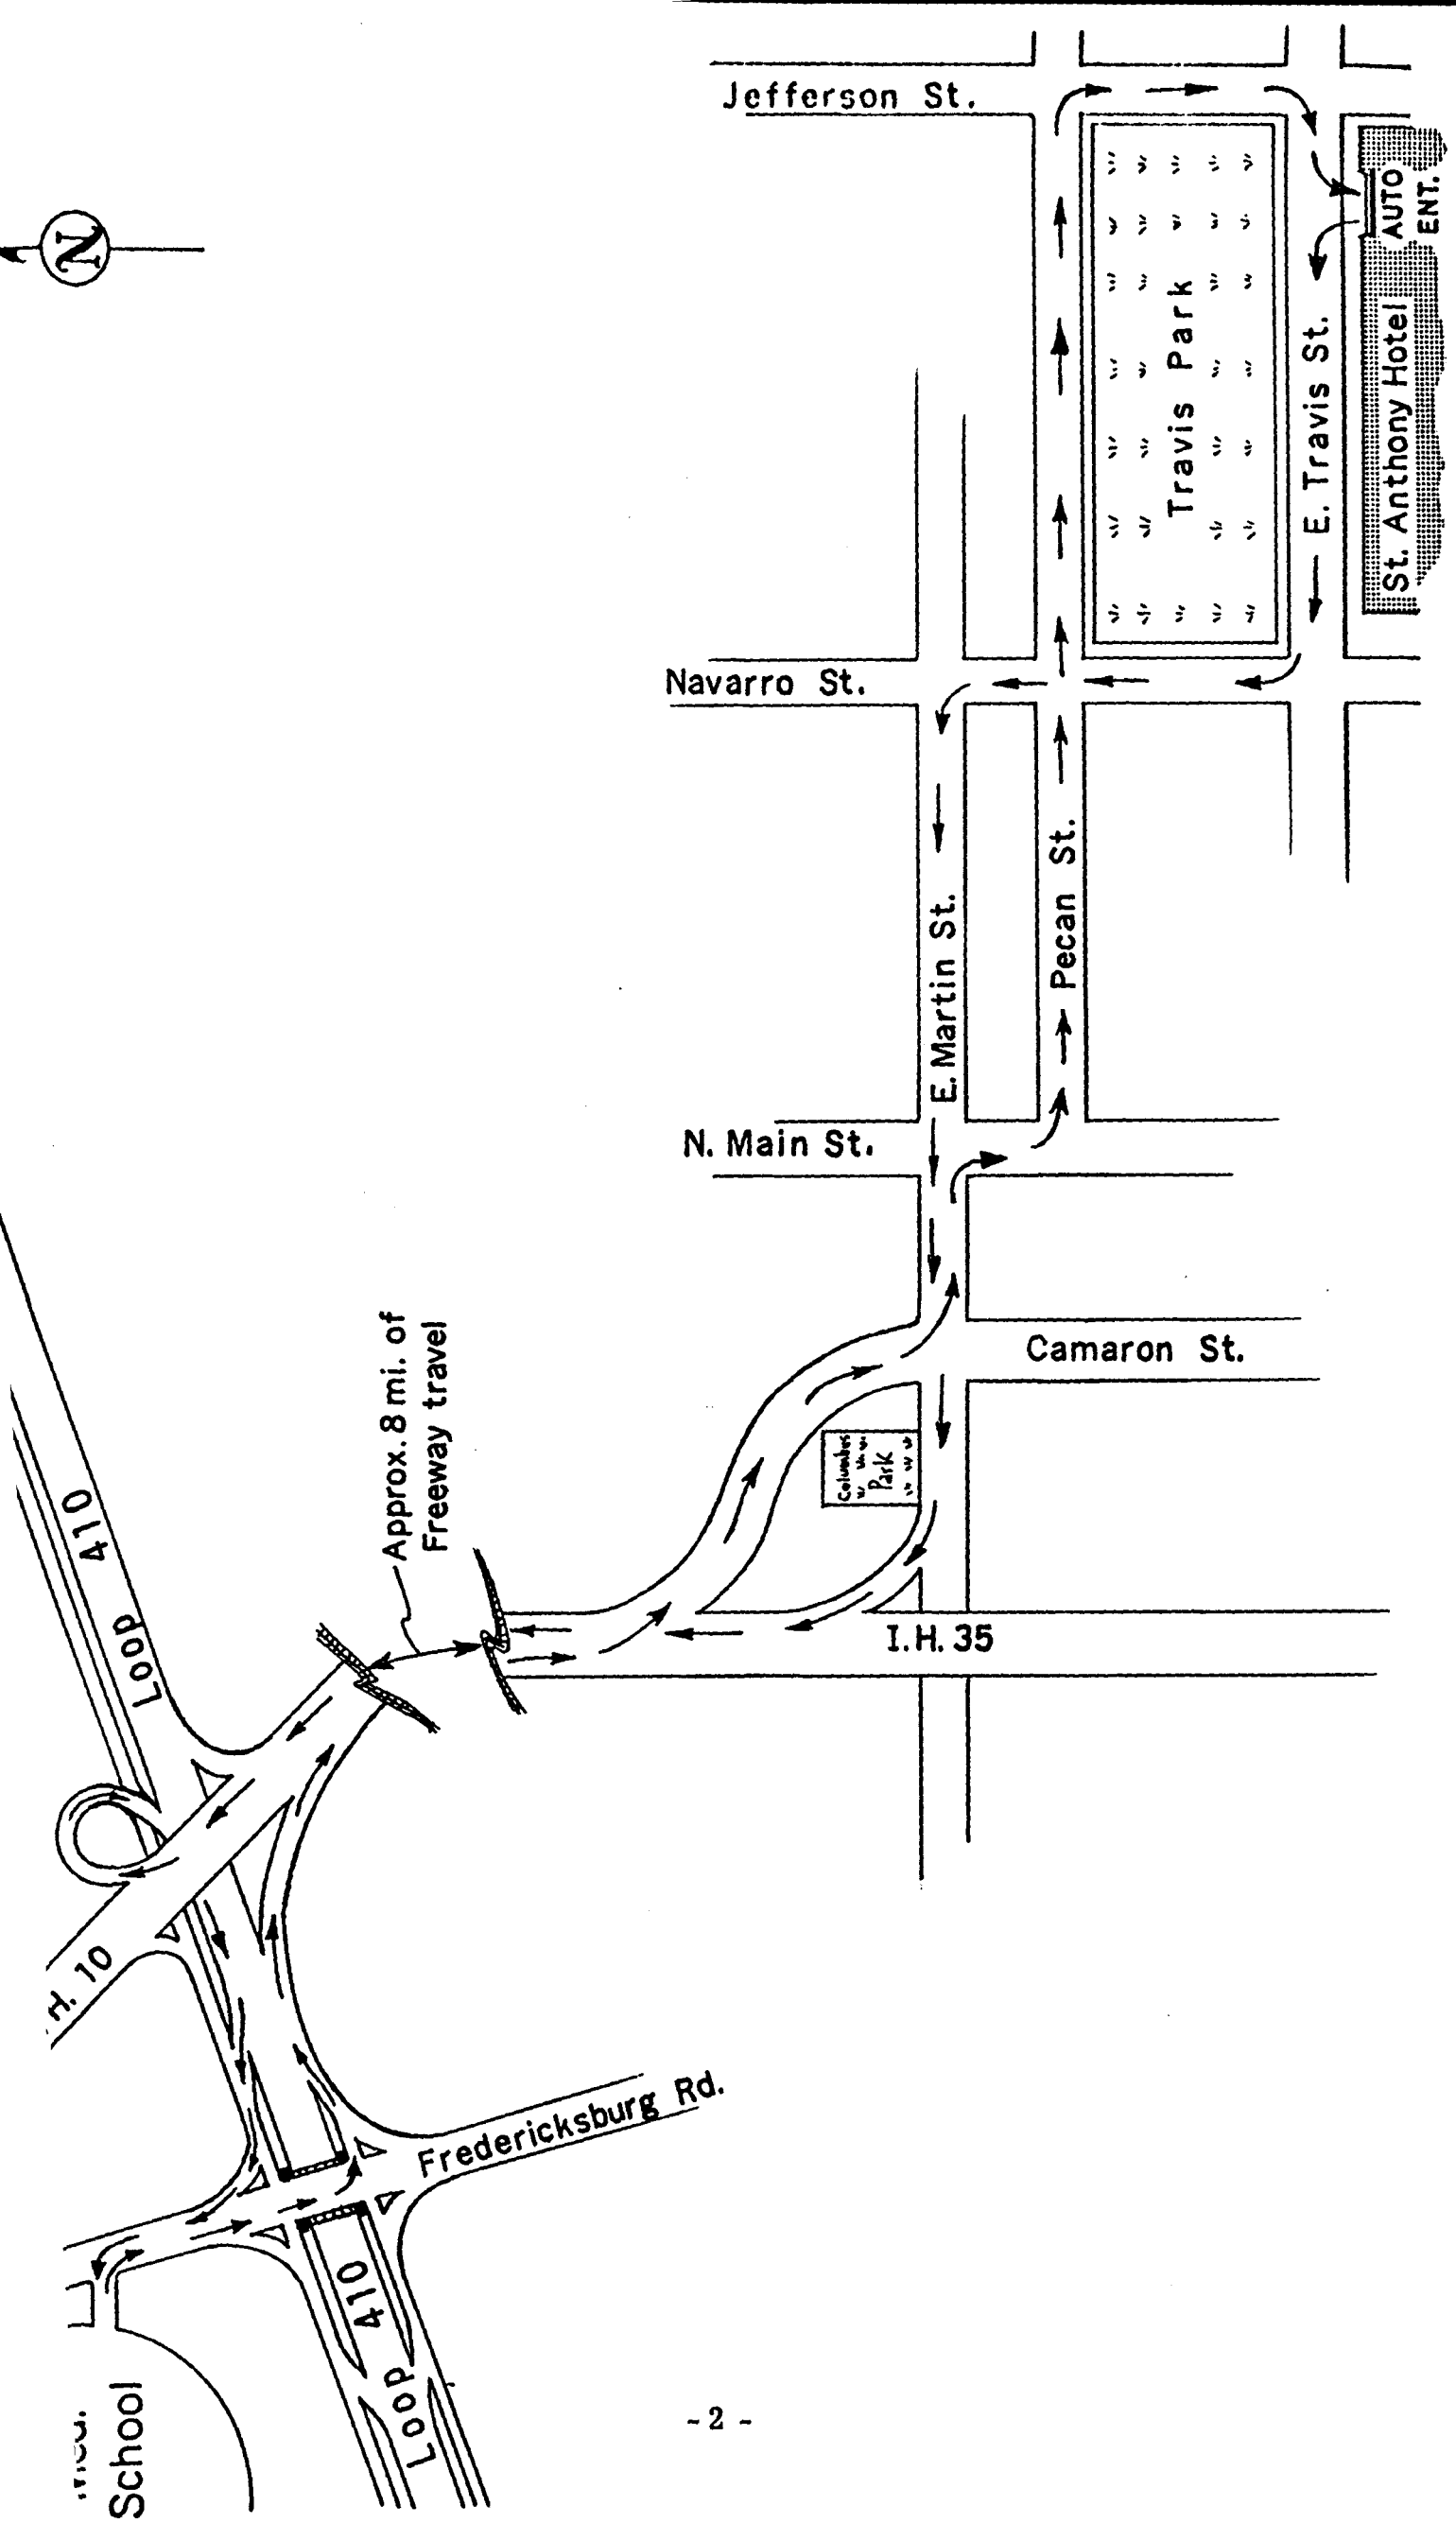 Jefferson St.
N
AUTO
ENT.
Travis Park
E. Travis St.
St. Anthony Hotel
Navarro St.
E. Martin St.
Pecan St.
N. Main St.
Camaron St.
Approx. 8 mi. of
Freeway travel
Columbus
Park
I.H. 35
Loop 410
.H. 10
Fredericksburg Rd.
Loop 410
School
- 2 -